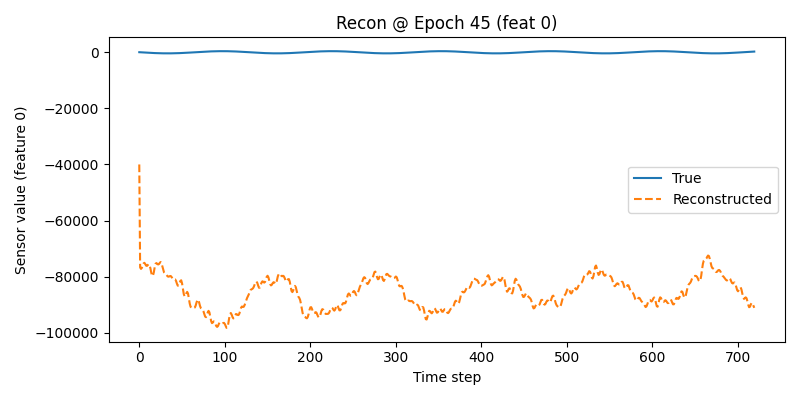 Recon @ Epoch 45 (feat 0)
Sensor value (feature 0)
0
−20000
−40000
−60000
−80000
−100000
True
Reconstructed
0 100 200 300 400 500 600 700
Time step